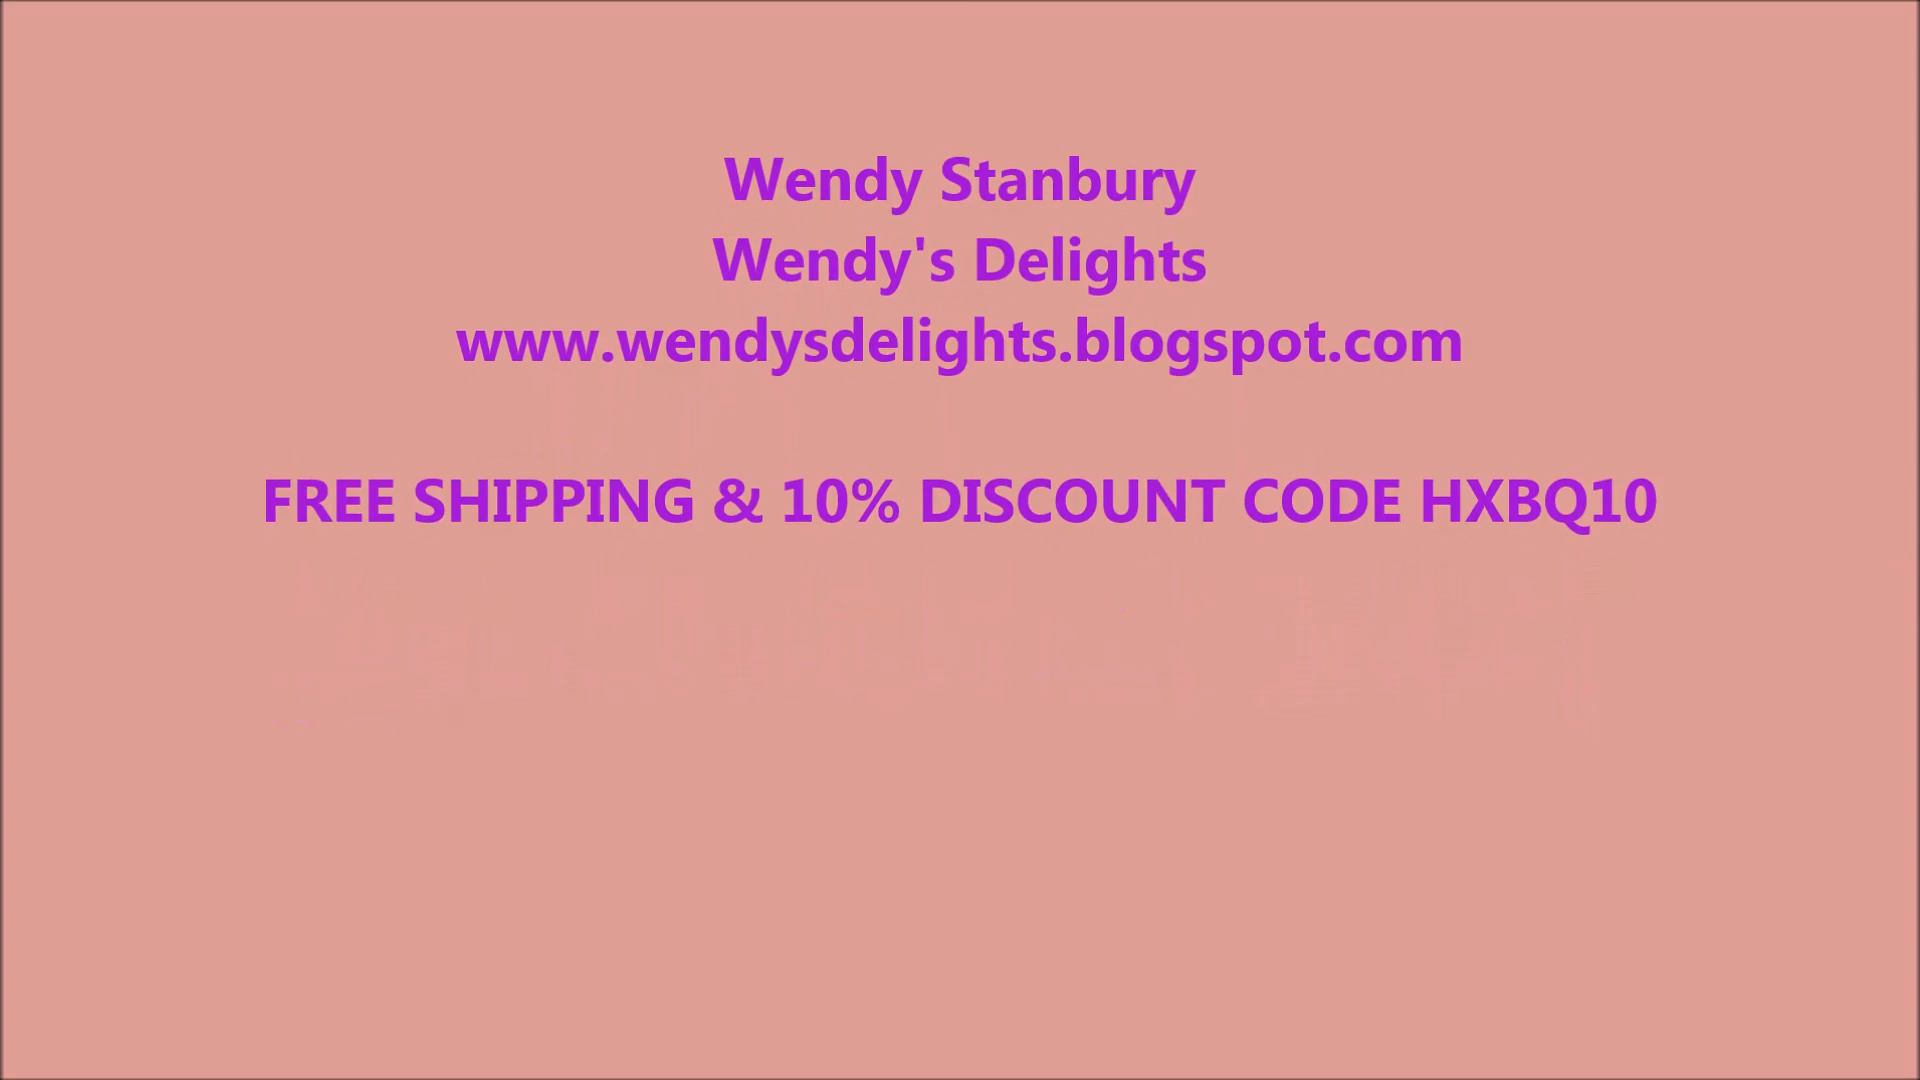 Wendy Stanbury
Wendy's Delights
www.wendysdelights.blogspot.com
FREE SHIPPING & 10% DISCOUNT CODE HXBQ10